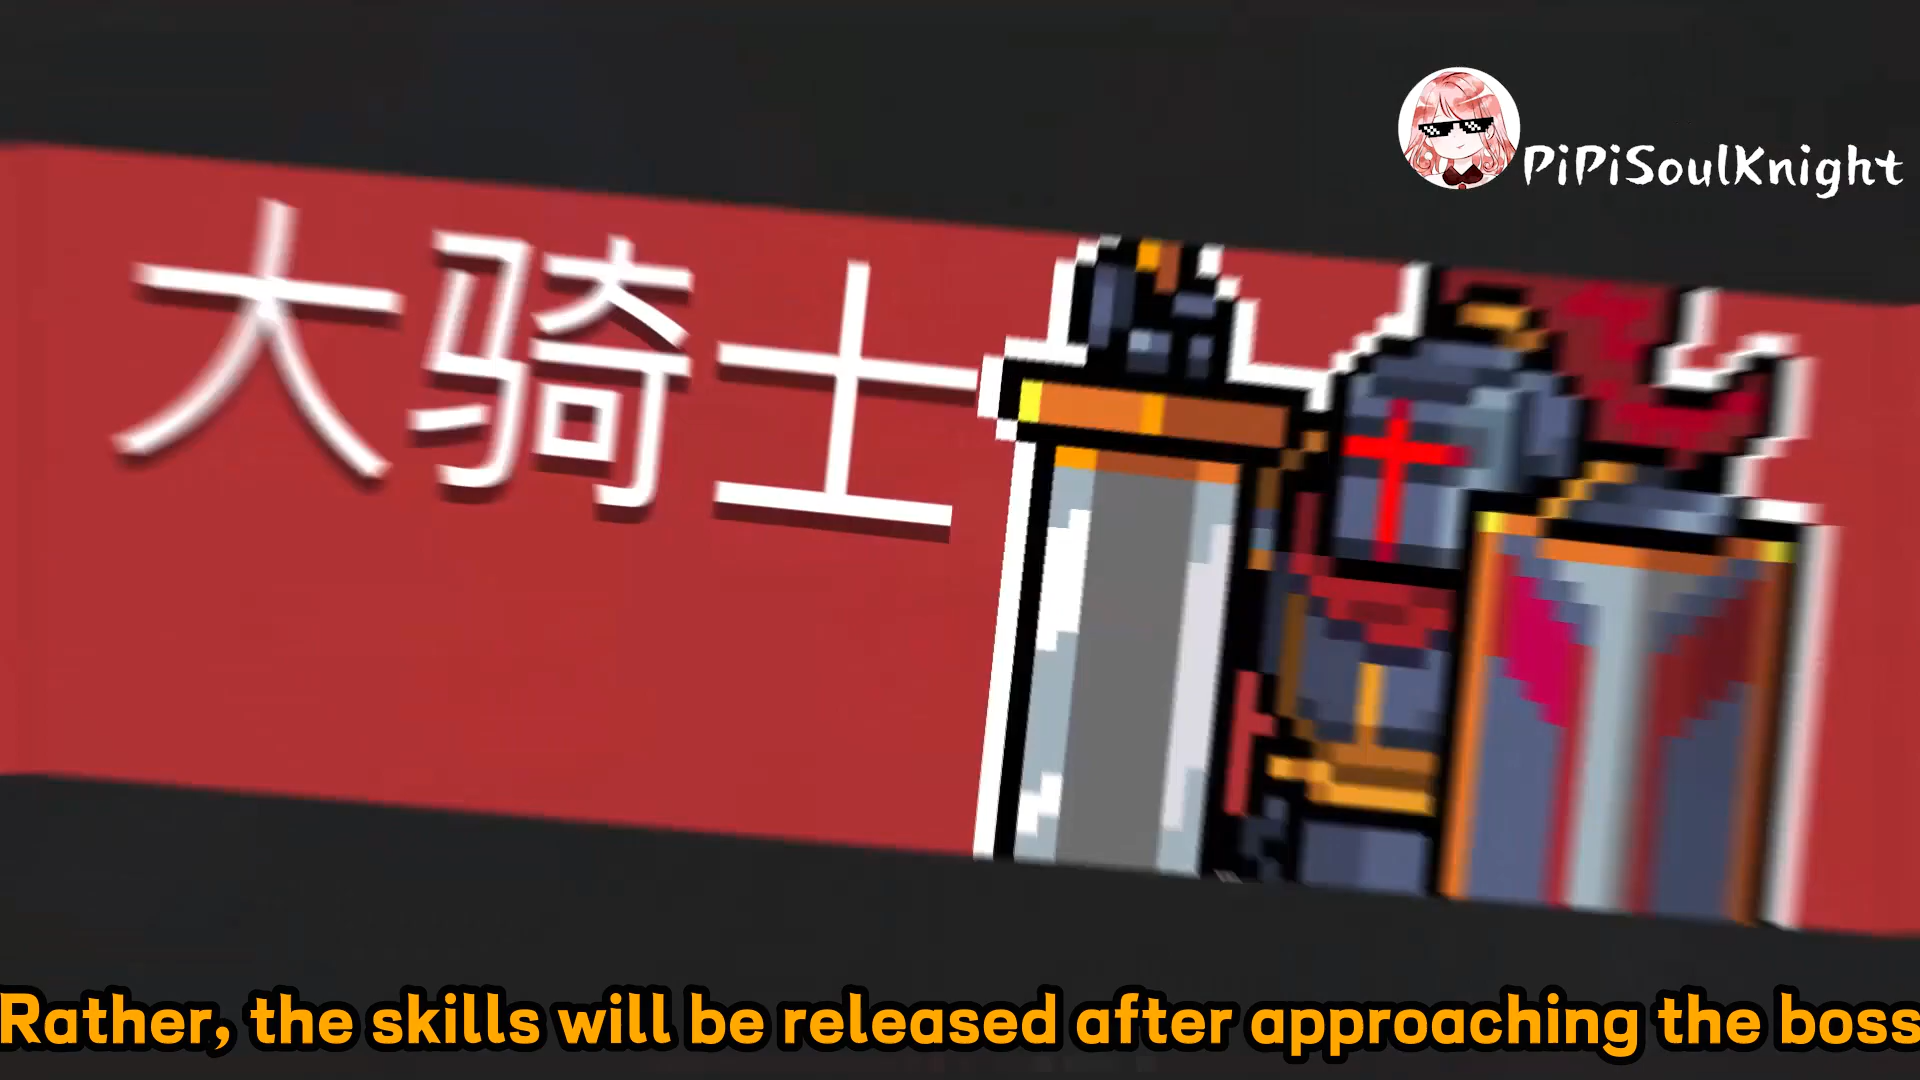 PiPiSoulKnight
大骑士
Rather, the skills will be released after approaching the boss